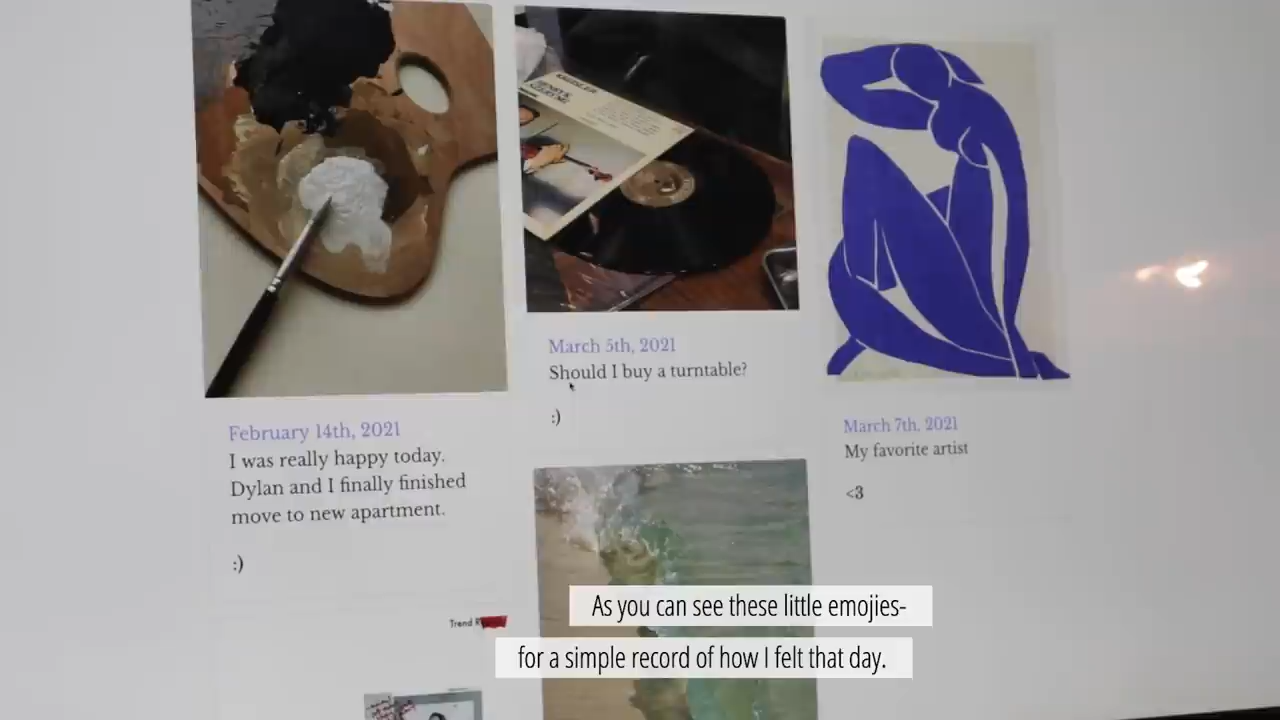 February 14th, 2021
I was really happy today.
Dylan and I finally finished
move to new apartment.
:)
March 5th, 2021
Should I buy a turntable?
:)
March 7th, 2021
My favorite artist
<3
Trend
As you can see these little emojies-
for a simple record of how I felt that day.